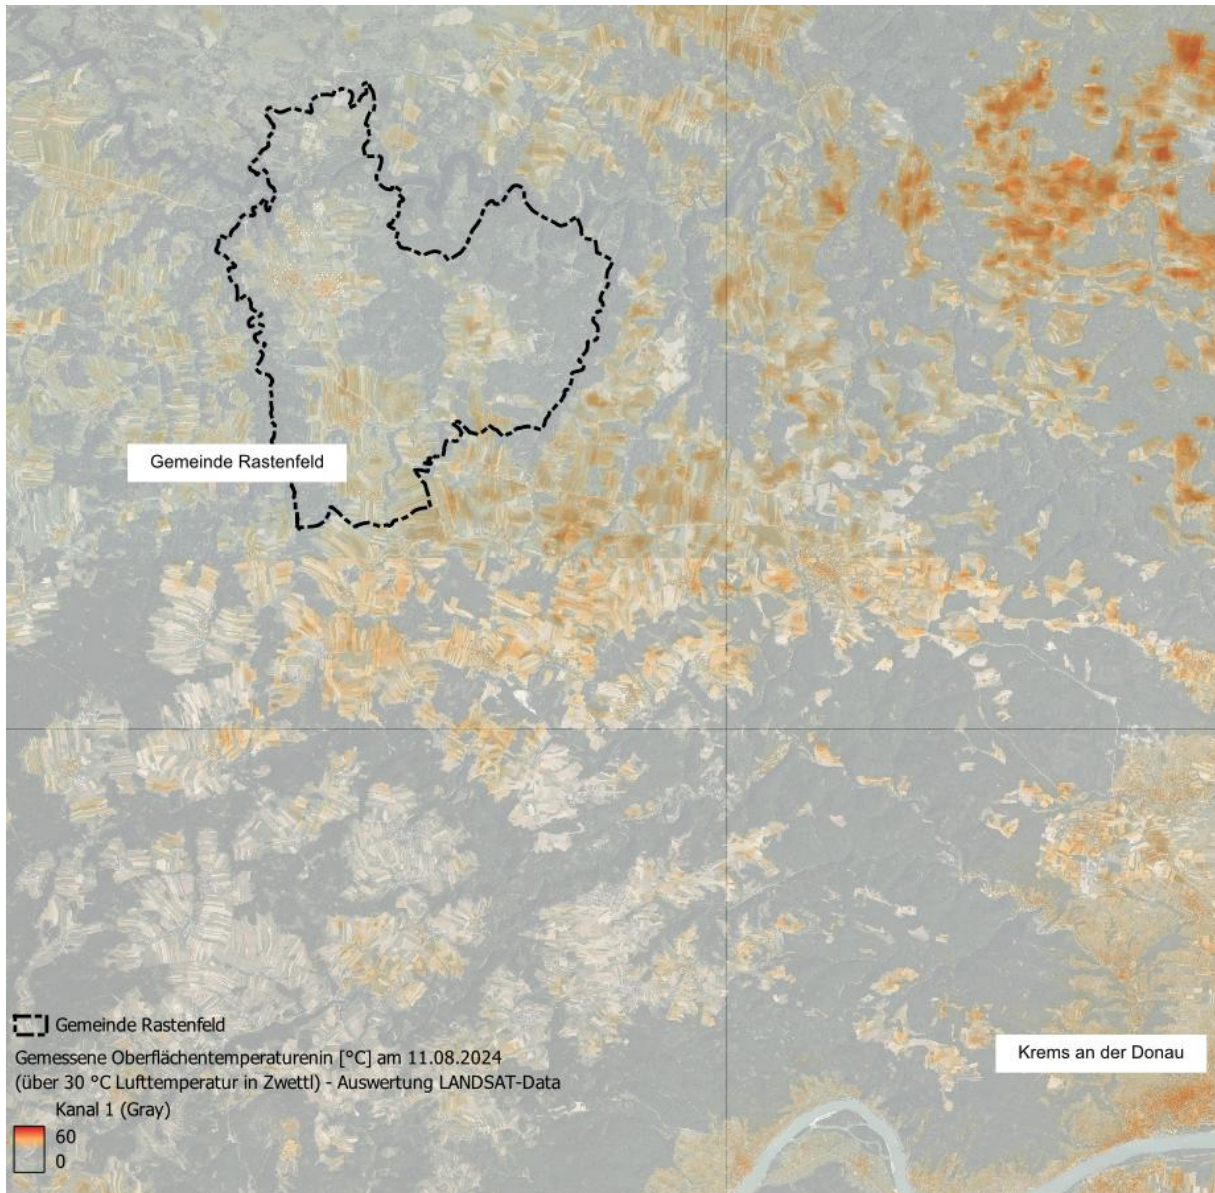 Gemeinde Rastenfeld
Gemeinde Rastenfeld
Gemessene Oberflächentemperaturenin [°C] am 11.08.2024
(über 30 °C Lufttemperatur in Zwettl) - Auswertung LANDSAT-Data
Kanal 1 (Gray)
60
0
Krems an der Donau